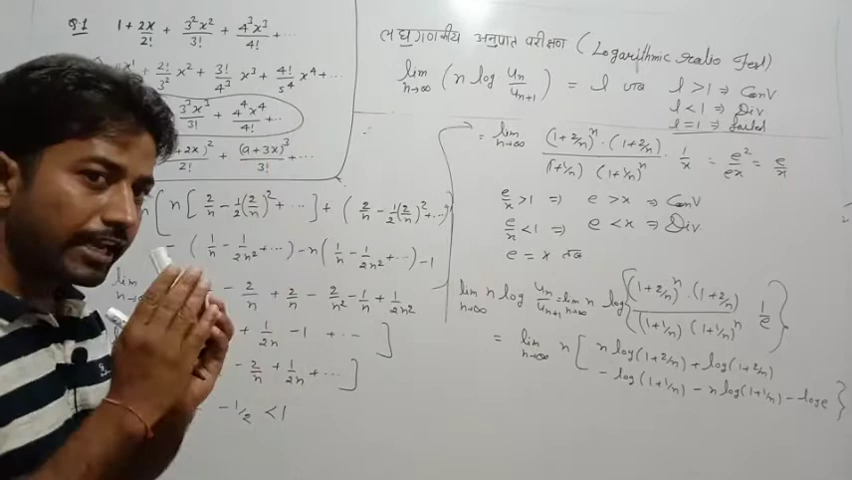 Q.1 1 + 2x/2! + 3²x²/3! + 4³x³/4! + ...
2!/3² x² + 3!/4³ x³ + 4!/5⁴ x⁴ + ...
3³x³/3! + 4⁴x⁴/4! + ...
+2x)²/2! + (a+3x)³/3! + ...
n[ n[ 2/n - 1/2(2/n)² + ... ] + ( 2/n - 1/2(2/n)² + ...)
- ( 1/n - 1/2n² + ... ) - n( 1/n - 1/2n² + ... ) - 1
lim n→∞ - 2/n + 2/n - 2/n² - 1/n + 1/2n²
+ 1/2n - 1 + ... ]
- 2/n + 1/2n + ... ]
- 1/2 < 1
लघुगणकीय अनुपात परीक्षण ( Logarithmic ratio Test)
lim n→∞ ( n log Un/Un+1 ) = l जब l > 1 ⇒ ConV
l < 1 ⇒ Div
l = 1 ⇒ failed
= lim n→∞ (1+2/n)ⁿ · (1+2/n) / (1+1/n) (1+1/n)ⁿ · 1/x = e²/ex = e/x
e/x > 1 ⇒ e > x ⇒ ConV
e/x < 1 ⇒ e < x ⇒ Div.
e = x तब
lim n→∞ n log Un/Un+1 = lim n→∞ n log { (1+2/n)ⁿ · (1+2/n) / (1+1/n) (1+1/n)ⁿ · 1/e }
= lim n→∞ n [ n log(1+2/n) + log(1+2/n)
- log(1+1/n) - n log(1+1/n) - log e }